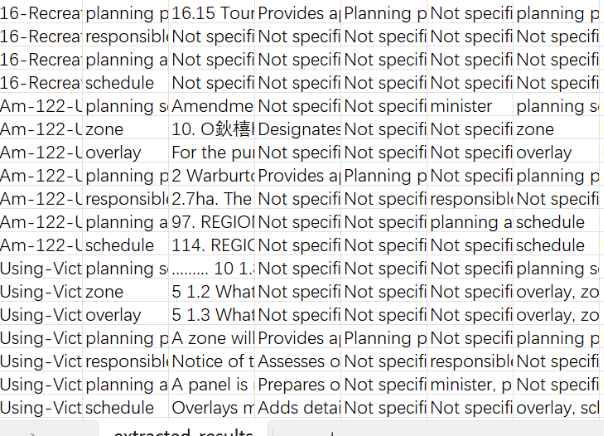 16-Recrea planning p 16.15 Tour Provides a Planning p Not specifi planning p
16-Recrea responsible Not specifi Not specifi Not specifi Not specifi Not specifi
16-Recrea planning a Not specifi Not specifi Not specifi Not specifi Not specifi
16-Recrea schedule Not specifi Not specifi Not specifi Not specifi Not specifi
Am-122-U planning s Amendme Not specifi Not specifi minister planning s
Am-122-U zone 10. O鈥檔 Designates Not specifi Not specifi zone
Am-122-U overlay For the pu Not specifi Not specifi Not specifi overlay
Am-122-U planning p 2 Warburt Provides a Planning p Not specifi planning p
Am-122-U responsible 2.7ha. The Not specifi Not specifi responsible Not specifi
Am-122-U planning a 97. REGION Not specifi Not specifi planning a schedule
Am-122-U schedule 114. REGIO Not specifi Not specifi Not specifi schedule
Using-Vict planning s ......... 10 1. Not specifi Not specifi Not specifi planning s
Using-Vict zone 5 1.2 What Not specifi Not specifi Not specifi overlay, zo
Using-Vict overlay 5 1.3 What Not specifi Not specifi Not specifi overlay, zo
Using-Vict planning p A zone will Provides a Planning p Not specifi planning p
Using-Vict responsible Notice of t Assesses o Not specifi responsible Not specifi
Using-Vict planning a A panel is Prepares o Not specifi minister, p Not specifi
Using-Vict schedule Overlays m Adds detai Not specifi Not specifi overlay, scl
extracted_results